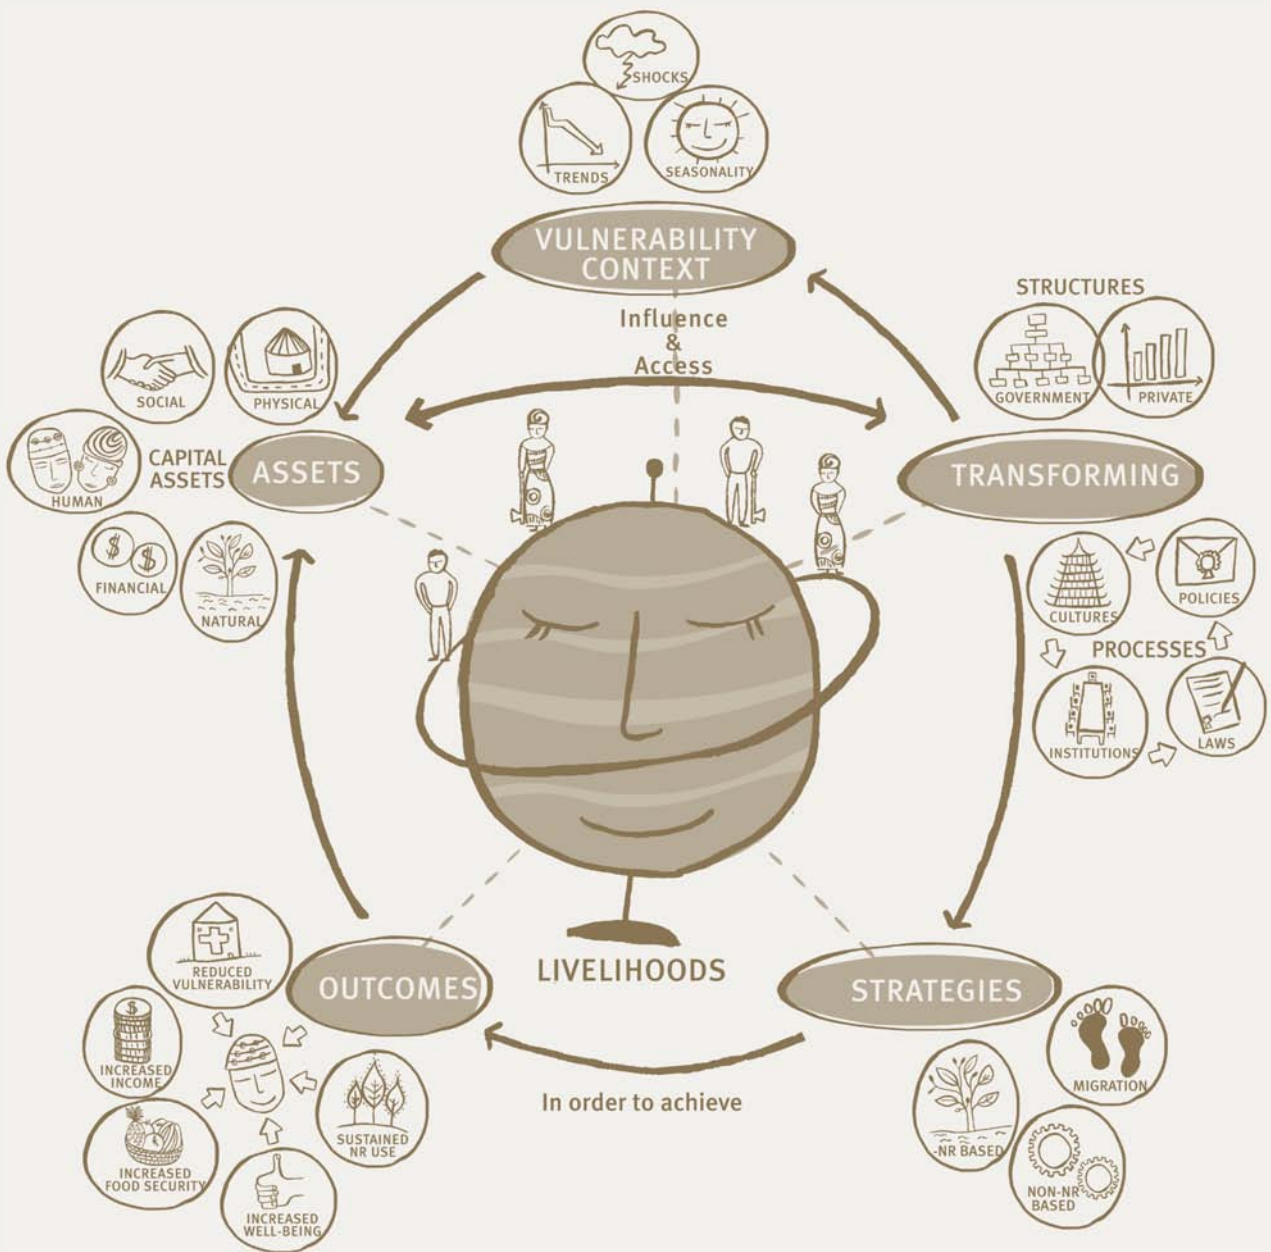 SHOCKS
TRENDS
SEASONALITY
VULNERABILITY
CONTEXT
Influence
&
Access
STRUCTURES
GOVERNMENT
PRIVATE
SOCIAL
PHYSICAL
HUMAN
CAPITAL
ASSETS
ASSETS
FINANCIAL
NATURAL
TRANSFORMING
CULTURES
POLICIES
PROCESSES
INSTITUTIONS
LAWS
$
$
LIVELIHOODS
OUTCOMES
REDUCED
VULNERABILITY
$
INCREASED
INCOME
INCREASED
FOOD SECURITY
INCREASED
WELL-BEING
SUSTAINED
NR USE
In order to achieve
STRATEGIES
MIGRATION
-NR BASED
NON-NR
BASED